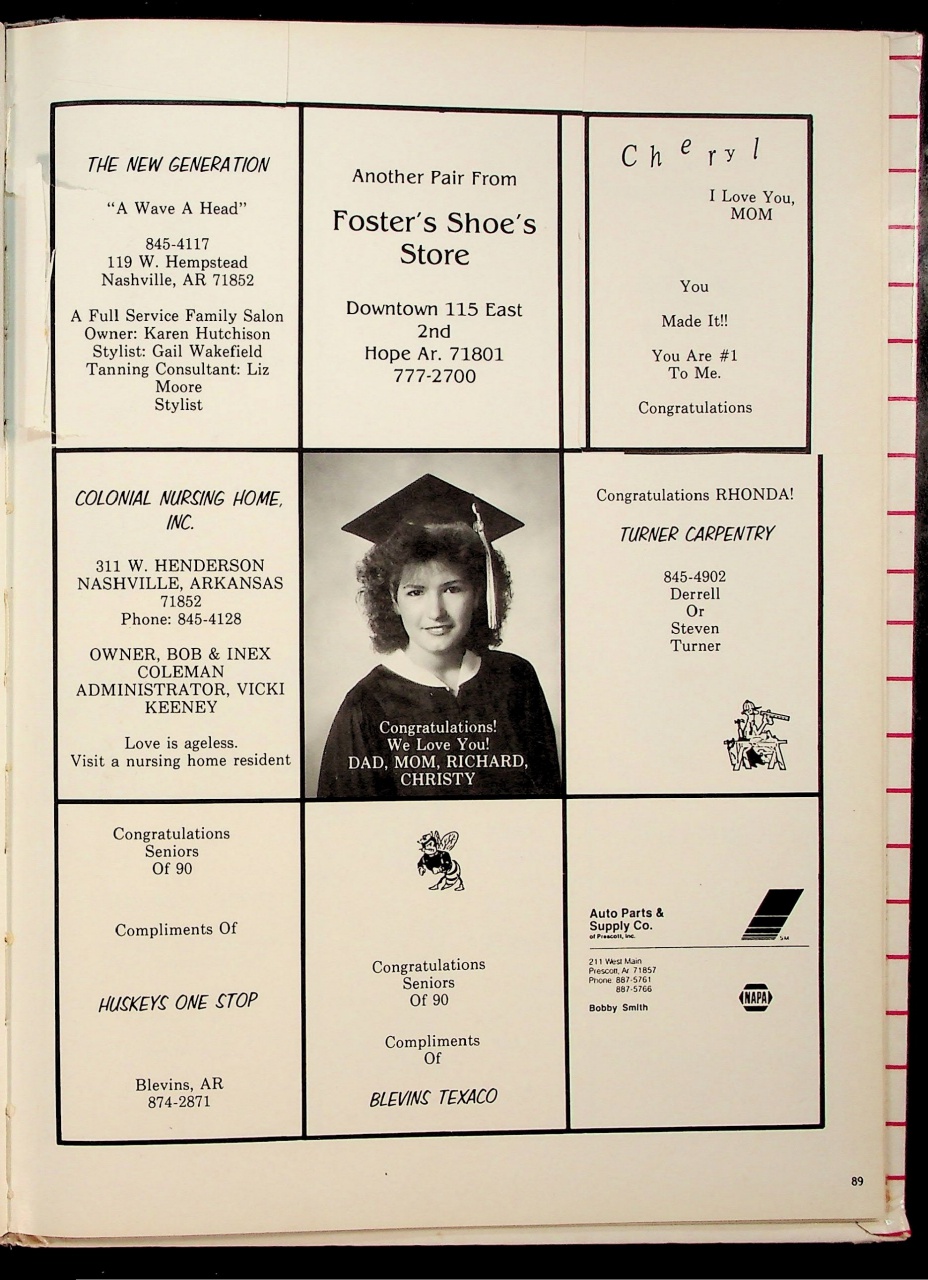 THE NEW GENERATION
"A Wave A Head"
845-4117
119 W. Hempstead
Nashville, AR 71852
A Full Service Family Salon
Owner: Karen Hutchison
Stylist: Gail Wakefield
Tanning Consultant: Liz
Moore
Stylist
Another Pair From
Foster's Shoe's
Store
Downtown 115 East
2nd
Hope Ar. 71801
777-2700
Cheryl
I Love You,
MOM
You
Made It!!
You Are #1
To Me.
Congratulations
COLONIAL NURSING HOME,
INC.
311 W. HENDERSON
NASHVILLE, ARKANSAS
71852
Phone: 845-4128
OWNER, BOB & INEX
COLEMAN
ADMINISTRATOR, VICKI
KEENEY
Love is ageless.
Visit a nursing home resident
Congratulations!
We Love You!
DAD, MOM, RICHARD,
CHRISTY
Congratulations RHONDA!
TURNER CARPENTRY
845-4902
Derrell
Or
Steven
Turner
Congratulations
Seniors
Of 90
Compliments Of
HUSKEYS ONE STOP
Blevins, AR
874-2871
Congratulations
Seniors
Of 90
Compliments
Of
BLEVINS TEXACO
Auto Parts &
Supply Co.
of Prescott, Inc.
SM
211 West Main
Prescott, Ar 71857
Phone: 887-5761
887-5766
Bobby Smith
NAPA
89